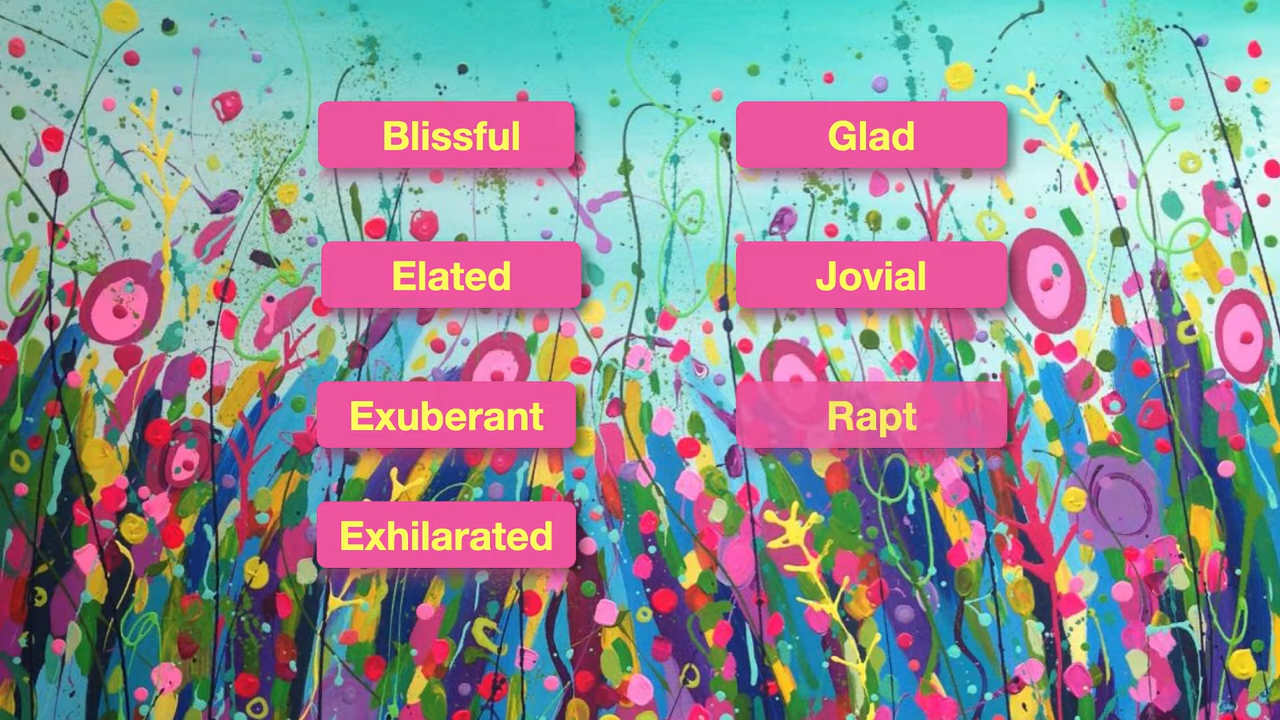 Blissful
Elated
Exuberant
Exhilarated
Glad
Jovial
Rapt